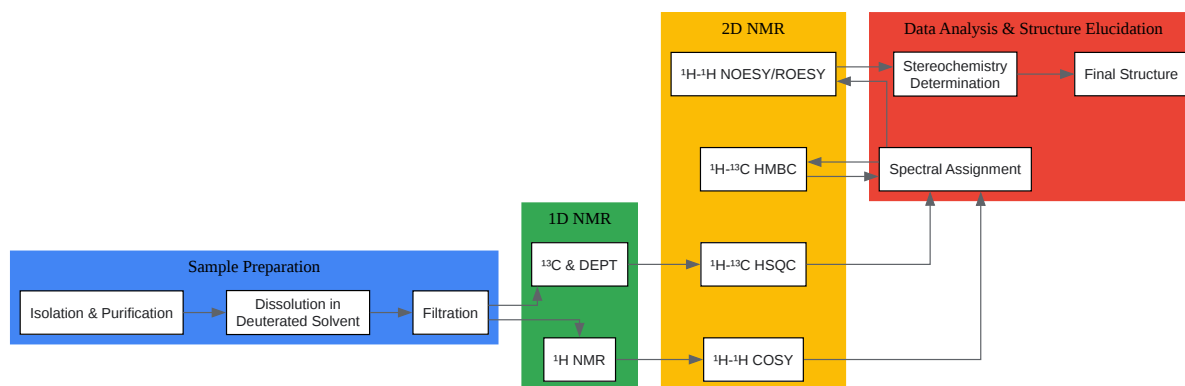 2D NMR
Data Analysis & Structure Elucidation
¹H-¹H NOESY/ROESY
Stereochemistry
Determination
Final Structure
¹H-¹³C HMBC
Spectral Assignment
1D NMR
Sample Preparation
¹³C & DEPT
¹H-¹³C HSQC
Isolation & Purification
Dissolution in
Deuterated Solvent
Filtration
¹H NMR
¹H-¹H COSY